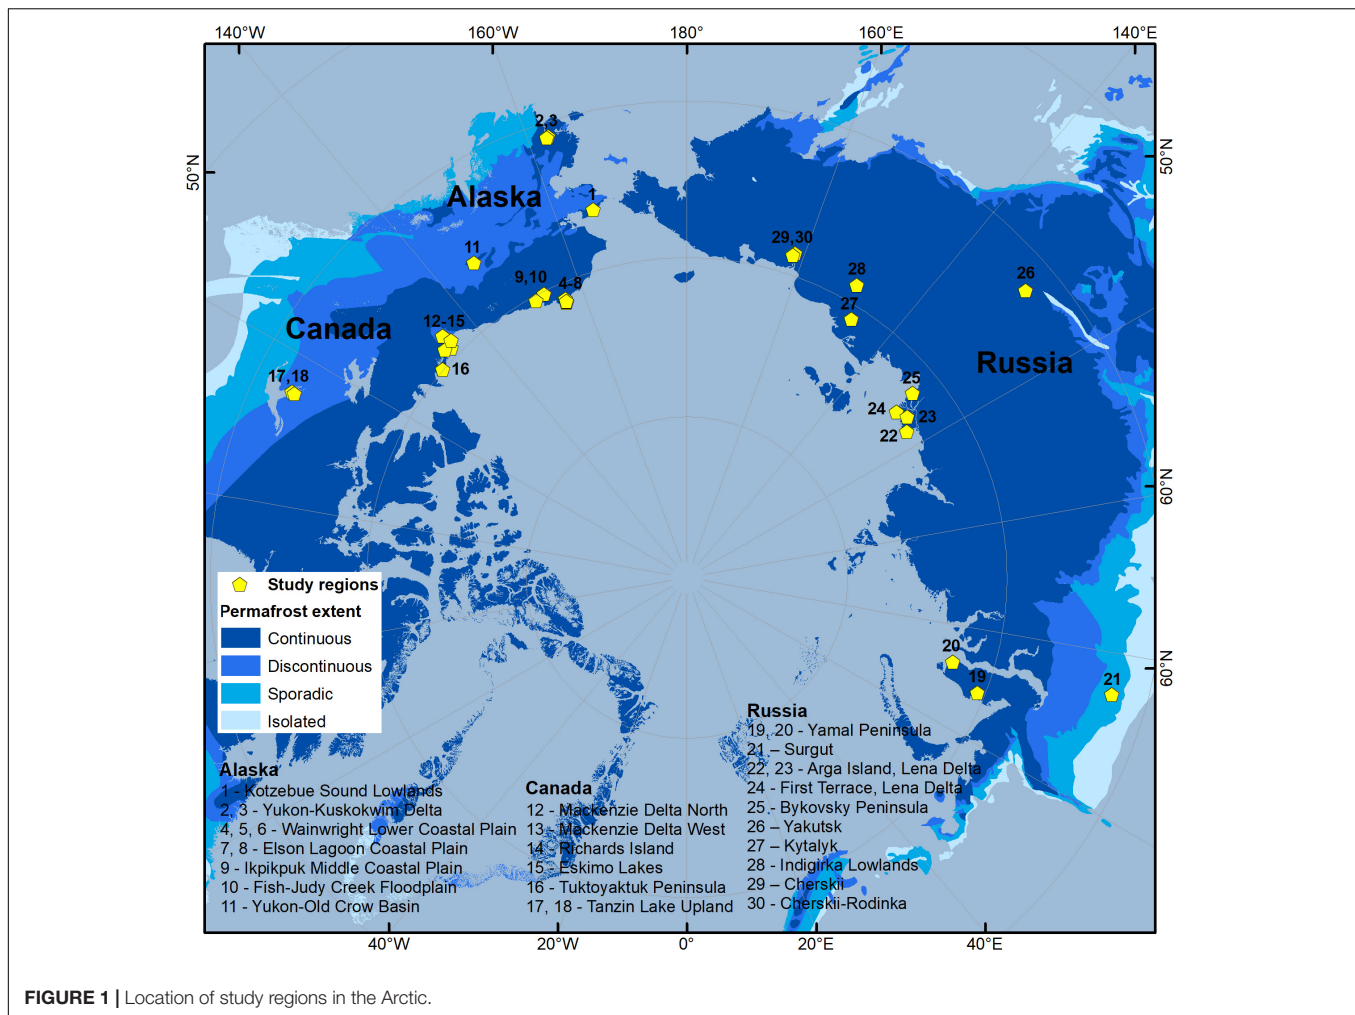 140°W 160°W 180° 160°E 140°E
50°N
50°N
60°N
60°N
2,3
Alaska
1
11
29,30
28
26
9,10
4-8
27
Canada
12-15
Russia
16
17,18
25
24
23
22
20
19
21
Study regions
Permafrost extent
Continuous
Discontinuous
Sporadic
Isolated
Alaska
1 - Kotzebue Sound Lowlands
2, 3 - Yukon-Kuskokwim Delta
4, 5, 6 - Wainwright Lower Coastal Plain
7, 8 - Elson Lagoon Coastal Plain
9 - Ikpikpuk Middle Coastal Plain
10 - Fish-Judy Creek Floodplain
11 - Yukon-Old Crow Basin
Canada
12 - Mackenzie Delta North
13 - Mackenzie Delta West
14 - Richards Island
15 - Eskimo Lakes
16 - Tuktoyaktuk Peninsula
17, 18 - Tanzin Lake Upland
Russia
19, 20 - Yamal Peninsula
21 – Surgut
22, 23 - Arga Island, Lena Delta
24 - First Terrace, Lena Delta
25 - Bykovsky Peninsula
26 – Yakutsk
27 – Kytalyk
28 - Indigirka Lowlands
29 – Cherskii
30 - Cherskii-Rodinka
40°W 20°W 0° 20°E 40°E
FIGURE 1 | Location of study regions in the Arctic.